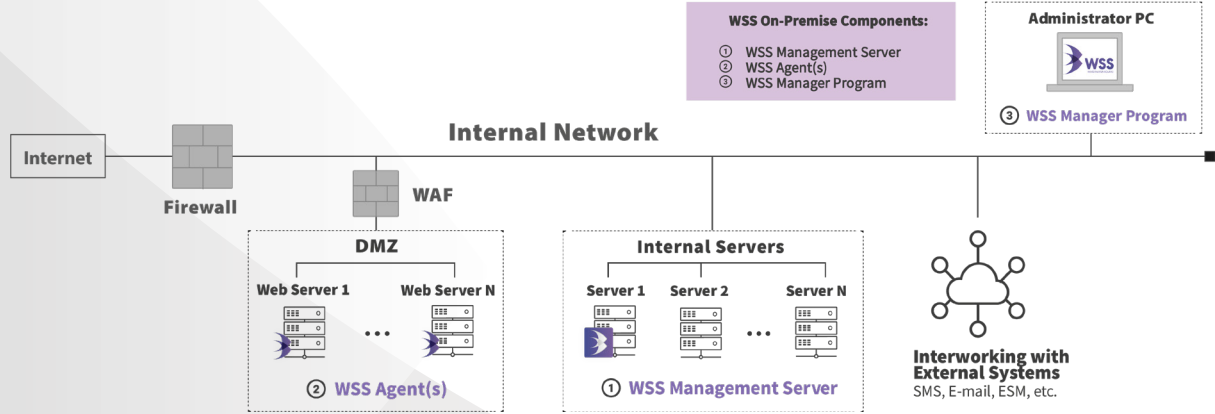 WSS On-Premise Components:
① WSS Management Server
② WSS Agent(s)
③ WSS Manager Program
Administrator PC
WSS
③ WSS Manager Program
Internal Network
Internet
Firewall
WAF
DMZ
Web Server 1
Web Server N
...
② WSS Agent(s)
Internal Servers
Server 1
Server 2
Server N
...
① WSS Management Server
Interworking with
External Systems
SMS, E-mail, ESM, etc.